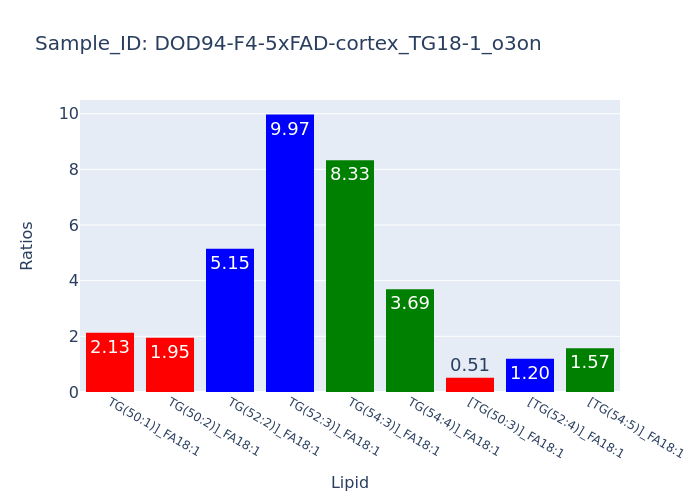 Sample_ID: DOD94-F4-5xFAD-cortex_TG18-1_o3on
Ratios
10
8
6
4
2
0
2.13
1.95
5.15
9.97
8.33
3.69
0.51
1.20
1.57
TG(50:1)]_FA18:1
TG(50:2)]_FA18:1
TG(52:2)]_FA18:1
TG(52:3)]_FA18:1
TG(54:3)]_FA18:1
TG(54:4)]_FA18:1
[TG(50:3)]_FA18:1
[TG(52:4)]_FA18:1
[TG(54:5)]_FA18:1
Lipid